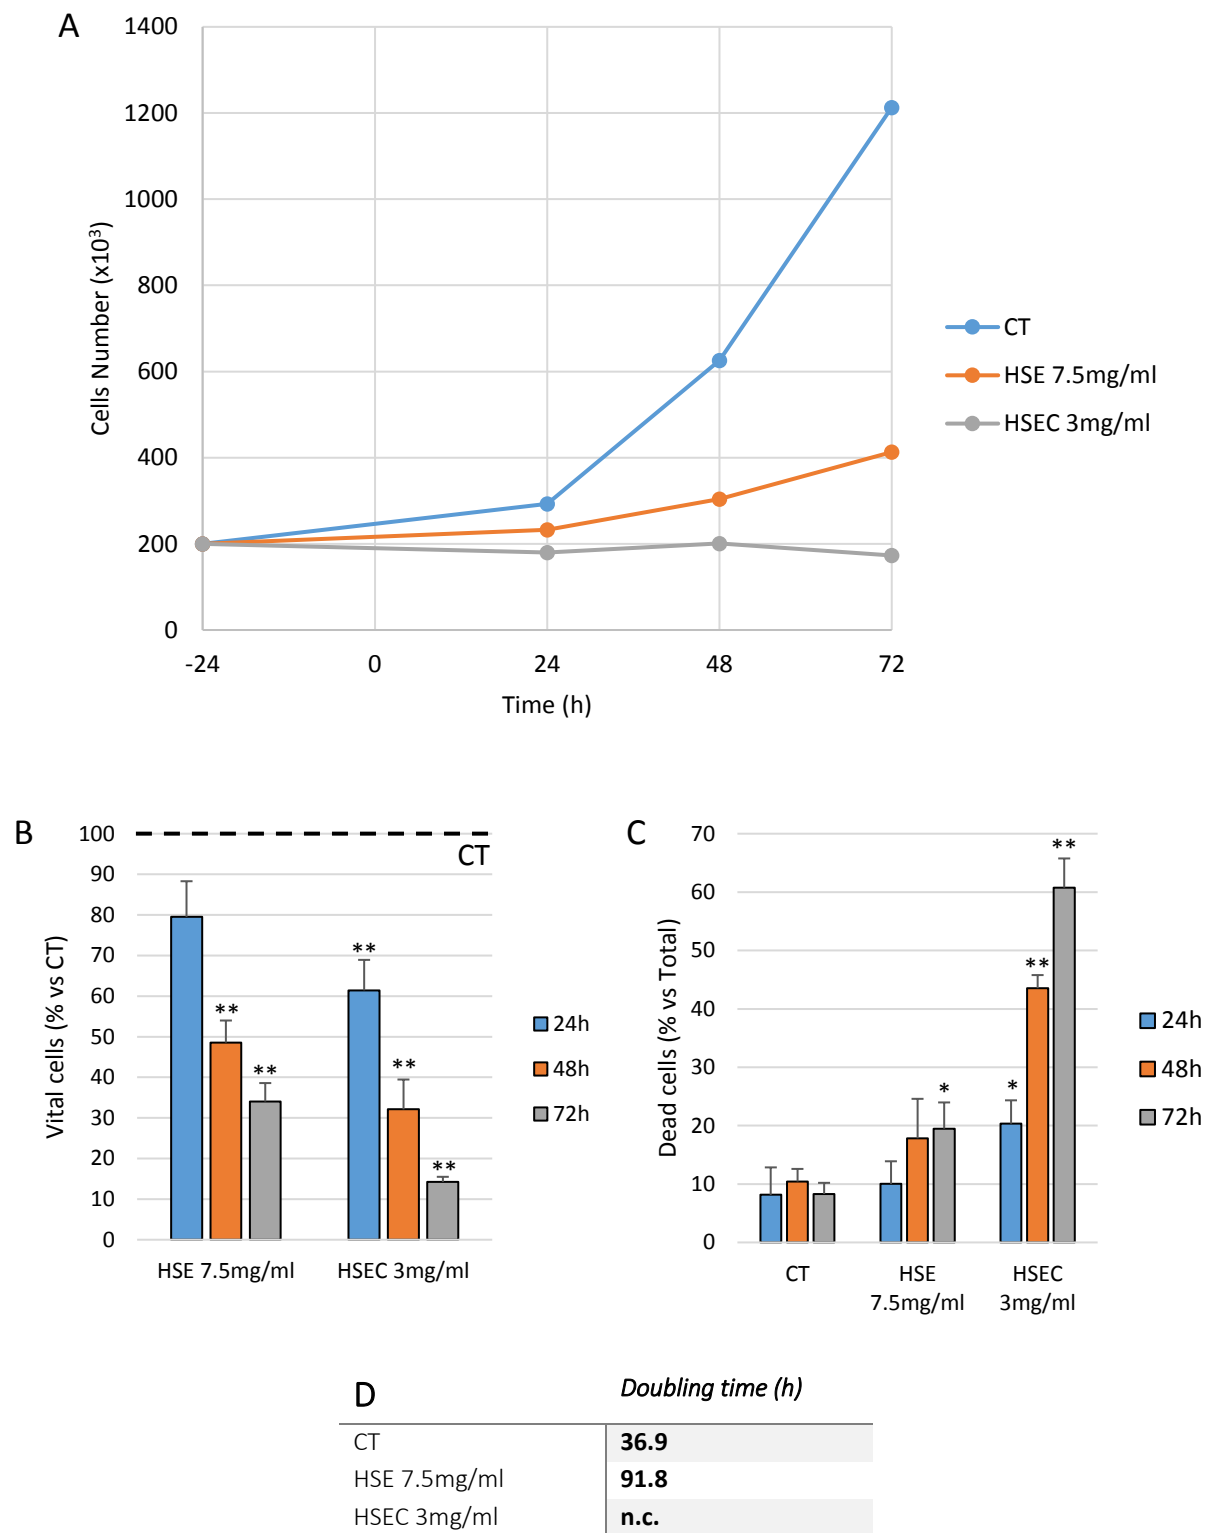 A
1400
1200
1000
800
600
400
200
0
Cells Number (x10³)
-24 0 24 48 72
Time (h)
CT
HSE 7.5mg/ml
HSEC 3mg/ml
B
100
90
80
70
60
50
40
30
20
10
0
Vital cells (% vs CT)
CT
**
**
**
**
**
HSE 7.5mg/ml HSEC 3mg/ml
24h
48h
72h
C
70
60
50
40
30
20
10
0
Dead cells (% vs Total)
*
*
**
**
CT HSE HSEC
7.5mg/ml 3mg/ml
24h
48h
72h
D Doubling time (h)
CT 36.9
HSE 7.5mg/ml 91.8
HSEC 3mg/ml n.c.